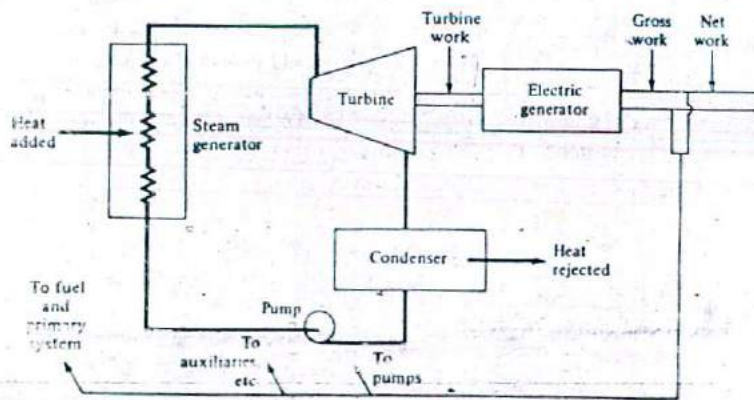 Turbine
work
Gross
work
Net
work
Turbine
Electric
generator
Heat
added
Steam
generator
Condenser
Heat
rejected
Pump
To fuel
and
primary
system
To
auxiliaries,
etc
To
pumps